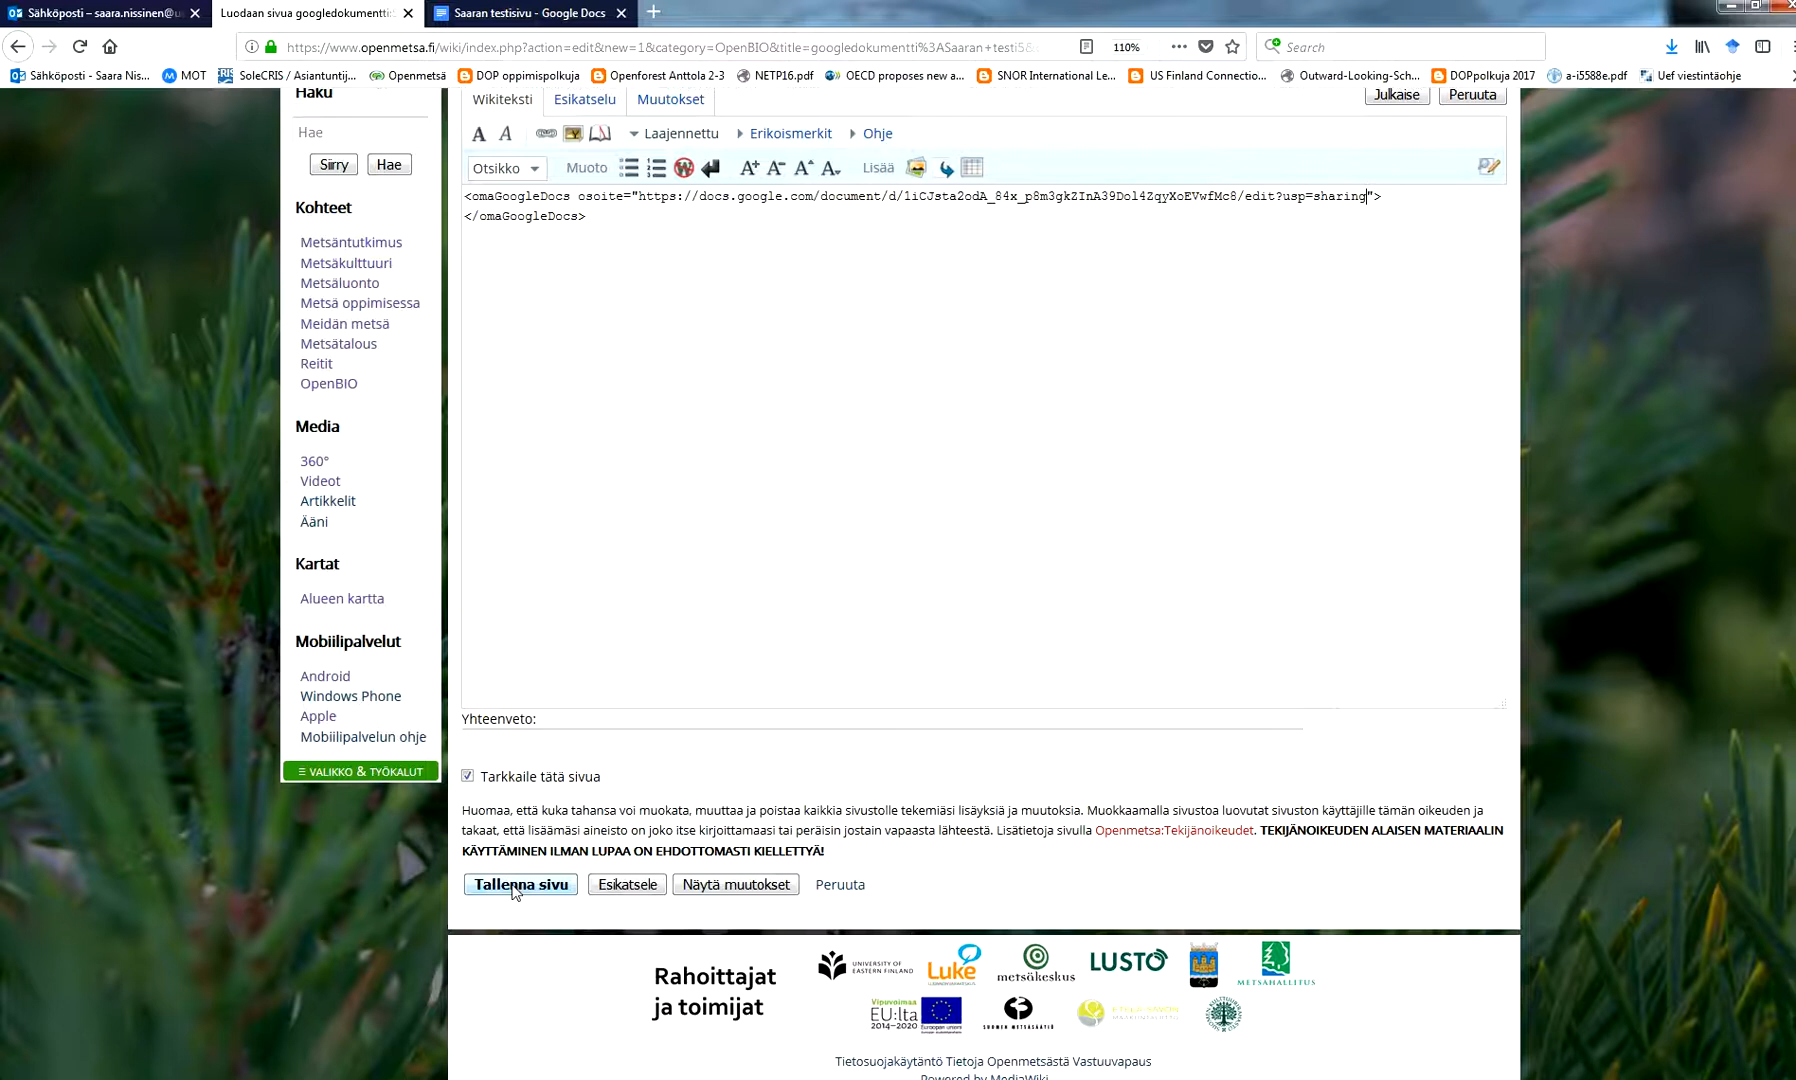 Sähköposti – saara.nissinen@u
Luodaan sivua googledokumentti:S
Saaran testisivu - Google Docs
https://www.openmetsa.fi/wiki/index.php?action=edit&new=1&category=OpenBIO&title=googledokumentti%3ASaaran+testi5&
110%
Search
Sähköposti - Saara Nis...
MOT
SoleCRIS / Asiantuntij...
Openmetsä
DOP oppimispolkuja
Openforest Anttola 2-3
NETP16.pdf
OECD proposes new a...
SNOR International Le...
US Finland Connectio...
Outward-Looking-Sch...
DOPpolkuja 2017
a-i5588e.pdf
Uef viestintäohje
Haku
Hae
Siirry
Hae
Kohteet
Metsäntutkimus
Metsäkulttuuri
Metsäluonto
Metsä oppimisessa
Meidän metsä
Metsätalous
Reitit
OpenBIO
Media
360°
Videot
Artikkelit
Ääni
Kartat
Alueen kartta
Mobiilipalvelut
Android
Windows Phone
Apple
Mobiilipalvelun ohje
≡ VALIKKO & TYÖKALUT
Wikiteksti
Esikatselu
Muutokset
Julkaise
Peruuta
Laajennettu
Erikoismerkit
Ohje
Otsikko
Muoto
Lisää
<omaGoogleDocs osoite="https://docs.google.com/document/d/1iCJsta2odA_84x_p8m3gkZInA39Dol4ZqyXoEVwfMc8/edit?usp=sharing">
</omaGoogleDocs>
Yhteenveto:
Tarkkaile tätä sivua
Huomaa, että kuka tahansa voi muokata, muuttaa ja poistaa kaikkia sivustolle tekemiäsi lisäyksiä ja muutoksia. Muokkaamalla sivustoa luovutat sivuston käyttäjille tämän oikeuden ja
takaat, että lisäämäsi aineisto on joko itse kirjoittamaasi tai peräisin jostain vapaasta lähteestä. Lisätietoja sivulla Openmetsa:Tekijänoikeudet. TEKIJÄNOIKEUDEN ALAISEN MATERIAALIN
KÄYTTÄMINEN ILMAN LUPAA ON EHDOTTOMASTI KIELLETTYÄ!
Tallenna sivu
Esikatsele
Näytä muutokset
Peruuta
Rahoittajat
ja toimijat
UNIVERSITY OF
EASTERN FINLAND
Luke
metsäkeskus
LUSTO
METSÄHALLITUS
Vipuvoimaa
EU:lta
2014–2020
Euroopan unioni
SUOMEN METSÄSÄÄTIÖ
Tietosuojakäytäntö Tietoja Openmetsästä Vastuuvapaus
Powered by MediaWiki